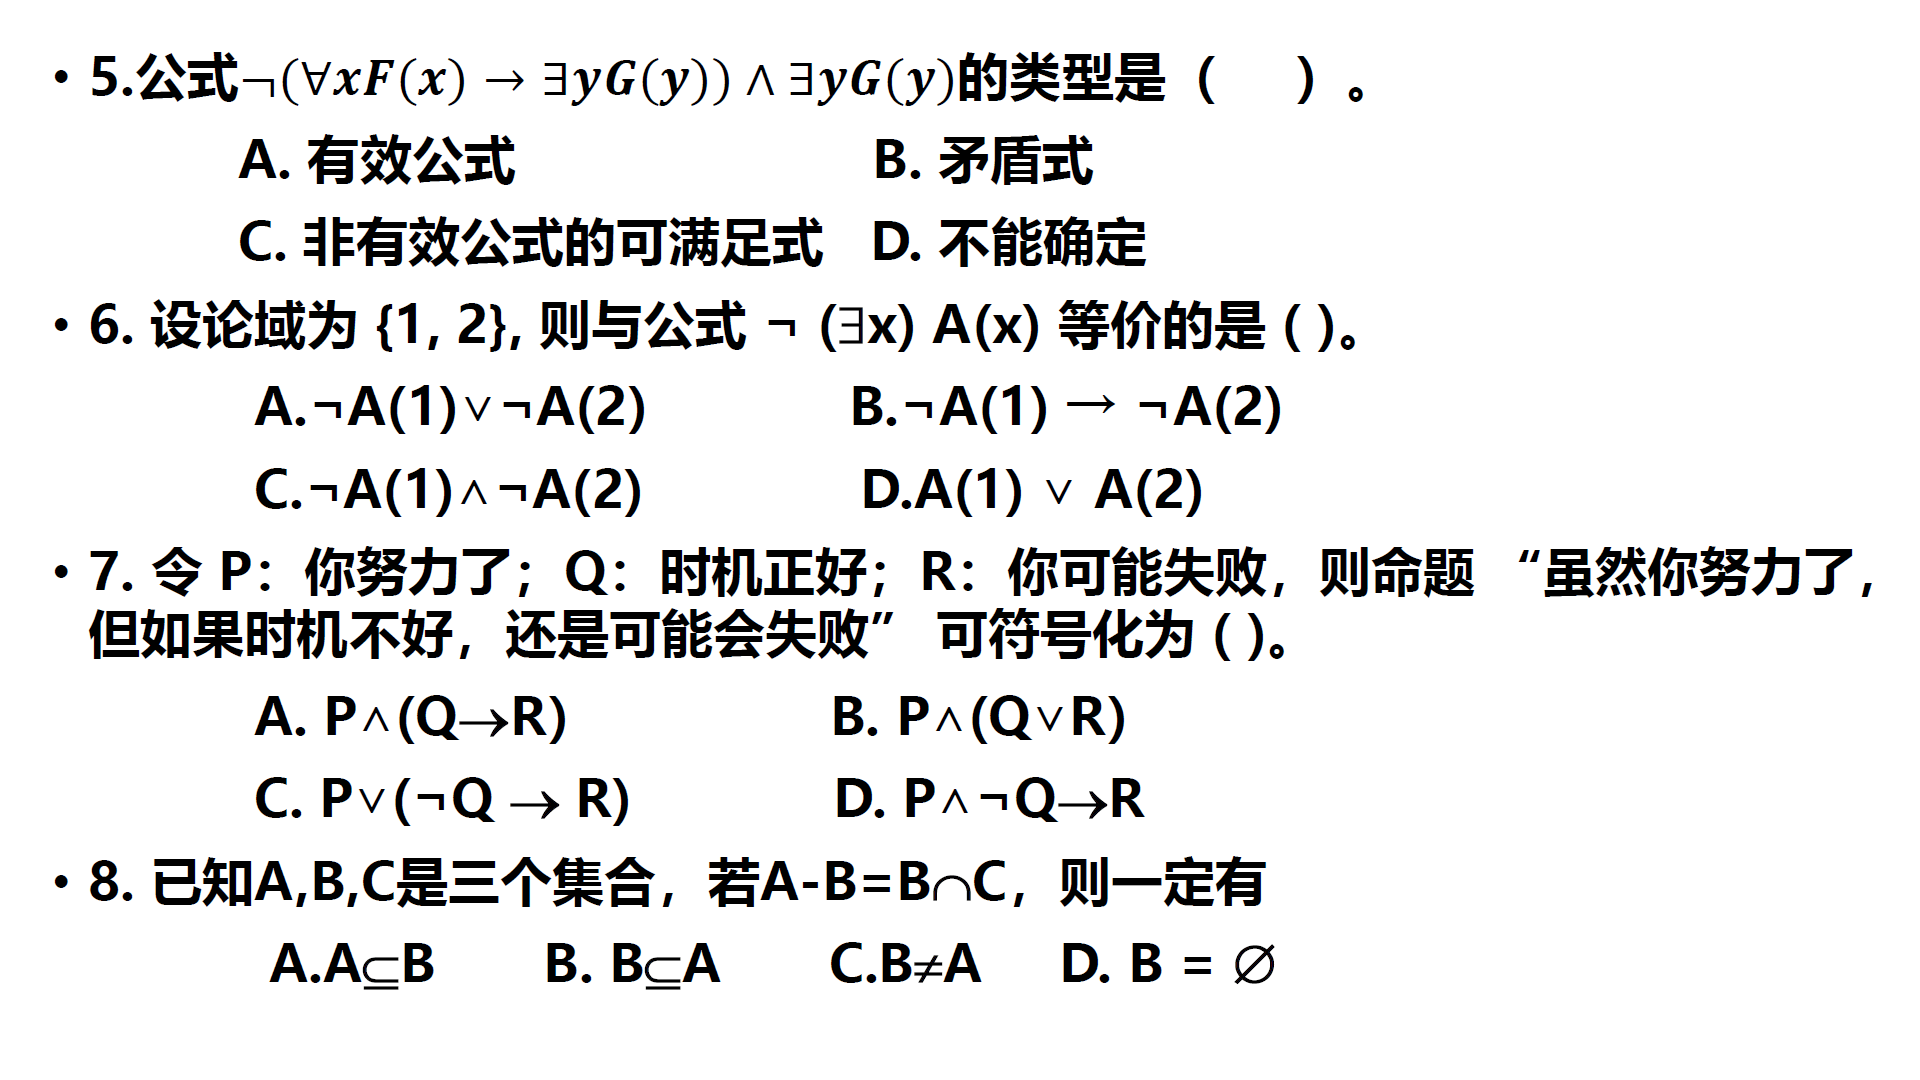 • 5.公式¬(∀xF(x) → ∃yG(y)) ∧ ∃yG(y)的类型是（　）。
A. 有效公式 B. 矛盾式
C. 非有效公式的可满足式 D. 不能确定
• 6. 设论域为 {1, 2}, 则与公式 ¬ (∃x) A(x) 等价的是 ( )。
A.¬A(1)∨¬A(2) B.¬A(1) → ¬A(2)
C.¬A(1)∧¬A(2) D.A(1) ∨ A(2)
• 7. 令 P：你努力了；Q：时机正好；R：你可能失败，则命题 “虽然你努力了，
但如果时机不好，还是可能会失败” 可符号化为 ( )。
A. P∧(Q→R) B. P∧(Q∨R)
C. P∨(¬Q → R) D. P∧¬Q→R
• 8. 已知A,B,C是三个集合，若A-B=B∩C，则一定有
A.A⊆B B. B⊆A C.B≠A D. B = ∅